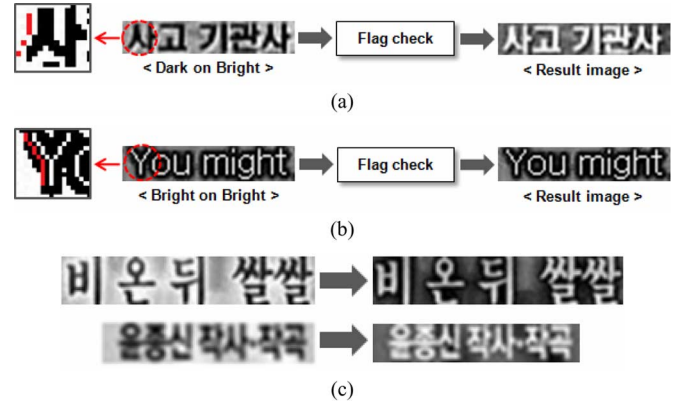 사고 기관사
Flag check
사고 기관사
< Dark on Bright >
< Result image >
(a)
You might
Flag check
You might
< Bright on Bright >
< Result image >
(b)
비 온 뒤 쌀쌀
비 온 뒤 쌀쌀
윤종신 작사·작곡
윤종신 작사·작곡
(c)